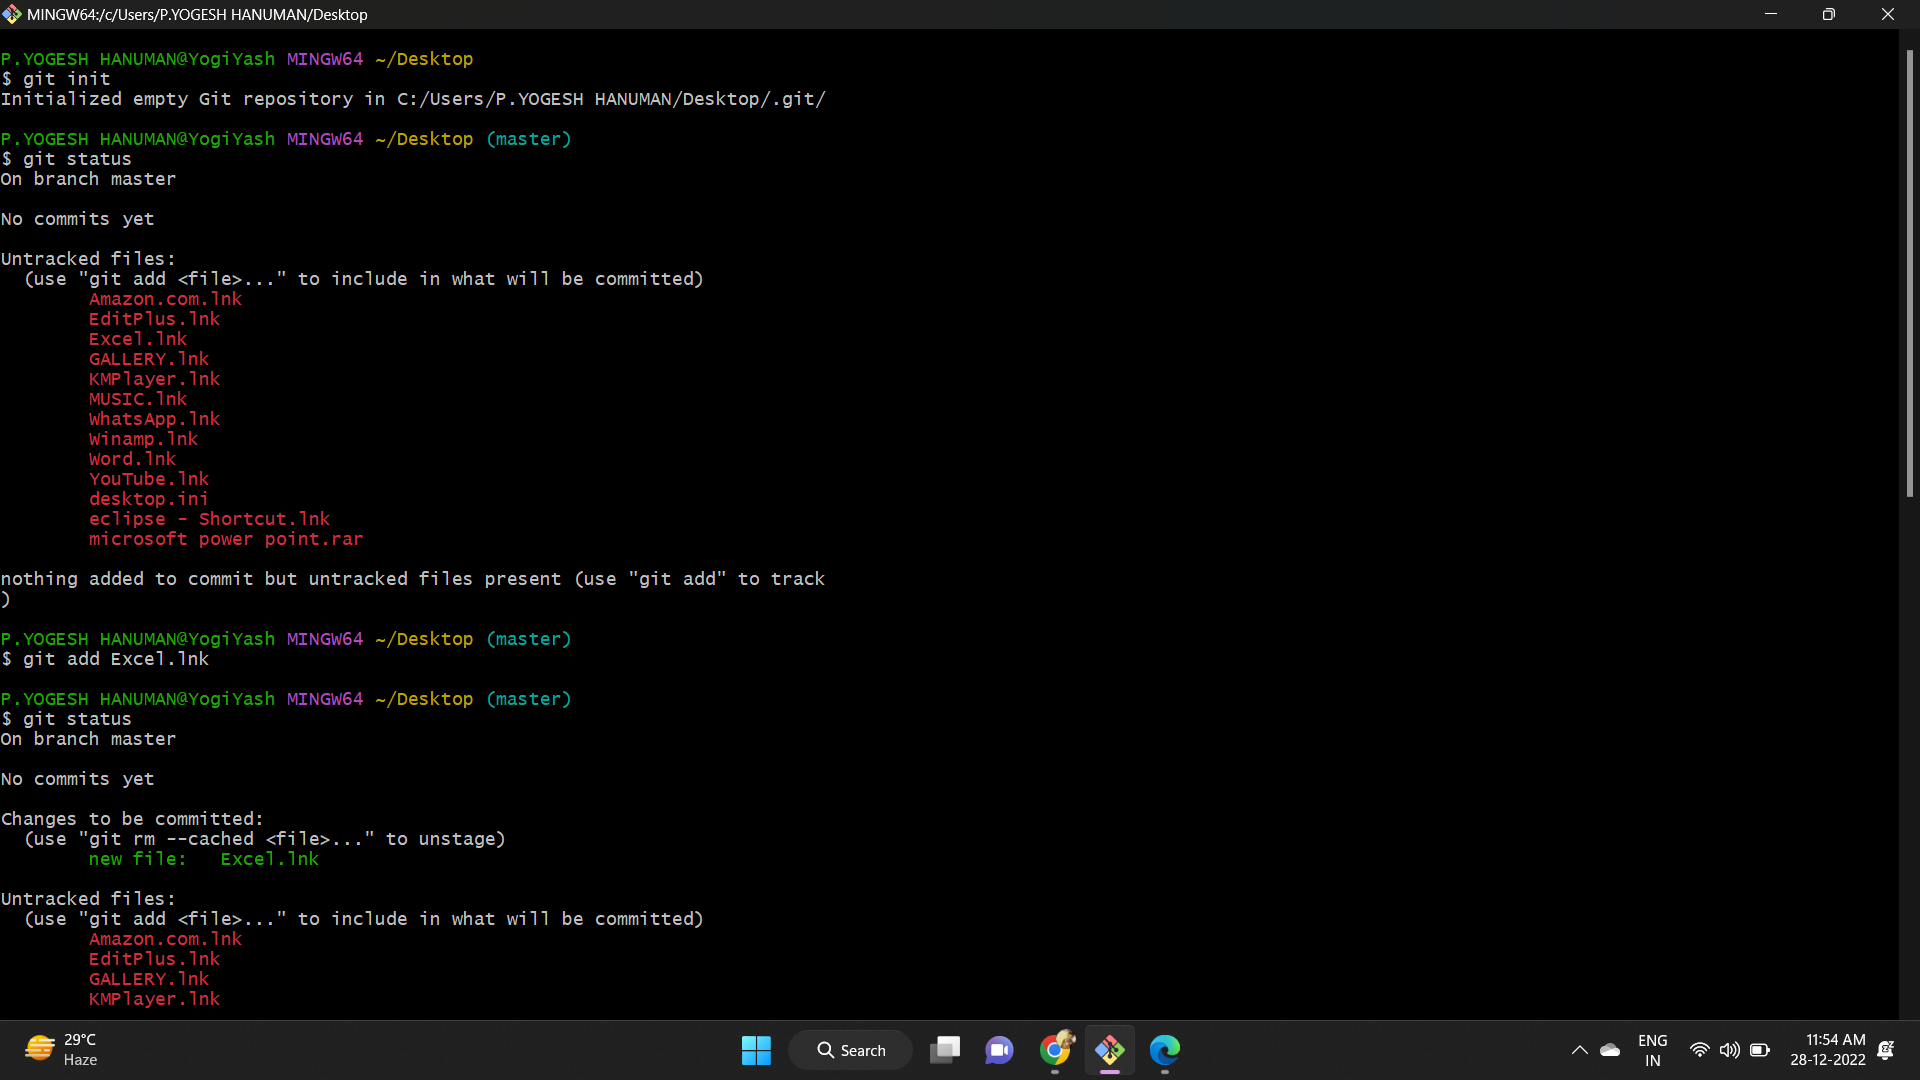 MINGW64:/c/Users/P.YOGESH HANUMAN/Desktop
P.YOGESH HANUMAN@YogiYash MINGW64 ~/Desktop
$ git init
Initialized empty Git repository in C:/Users/P.YOGESH HANUMAN/Desktop/.git/
P.YOGESH HANUMAN@YogiYash MINGW64 ~/Desktop (master)
$ git status
On branch master
No commits yet
Untracked files:
(use "git add <file>..." to include in what will be committed)
Amazon.com.lnk
EditPlus.lnk
Excel.lnk
GALLERY.lnk
KMPlayer.lnk
MUSIC.lnk
WhatsApp.lnk
Winamp.lnk
Word.lnk
YouTube.lnk
desktop.ini
eclipse - Shortcut.lnk
microsoft power point.rar
nothing added to commit but untracked files present (use "git add" to track
)
P.YOGESH HANUMAN@YogiYash MINGW64 ~/Desktop (master)
$ git add Excel.lnk
P.YOGESH HANUMAN@YogiYash MINGW64 ~/Desktop (master)
$ git status
On branch master
No commits yet
Changes to be committed:
(use "git rm --cached <file>..." to unstage)
new file:   Excel.lnk
Untracked files:
(use "git add <file>..." to include in what will be committed)
Amazon.com.lnk
EditPlus.lnk
GALLERY.lnk
KMPlayer.lnk
29°C
Haze
Search
ENG
IN
11:54 AM
28-12-2022